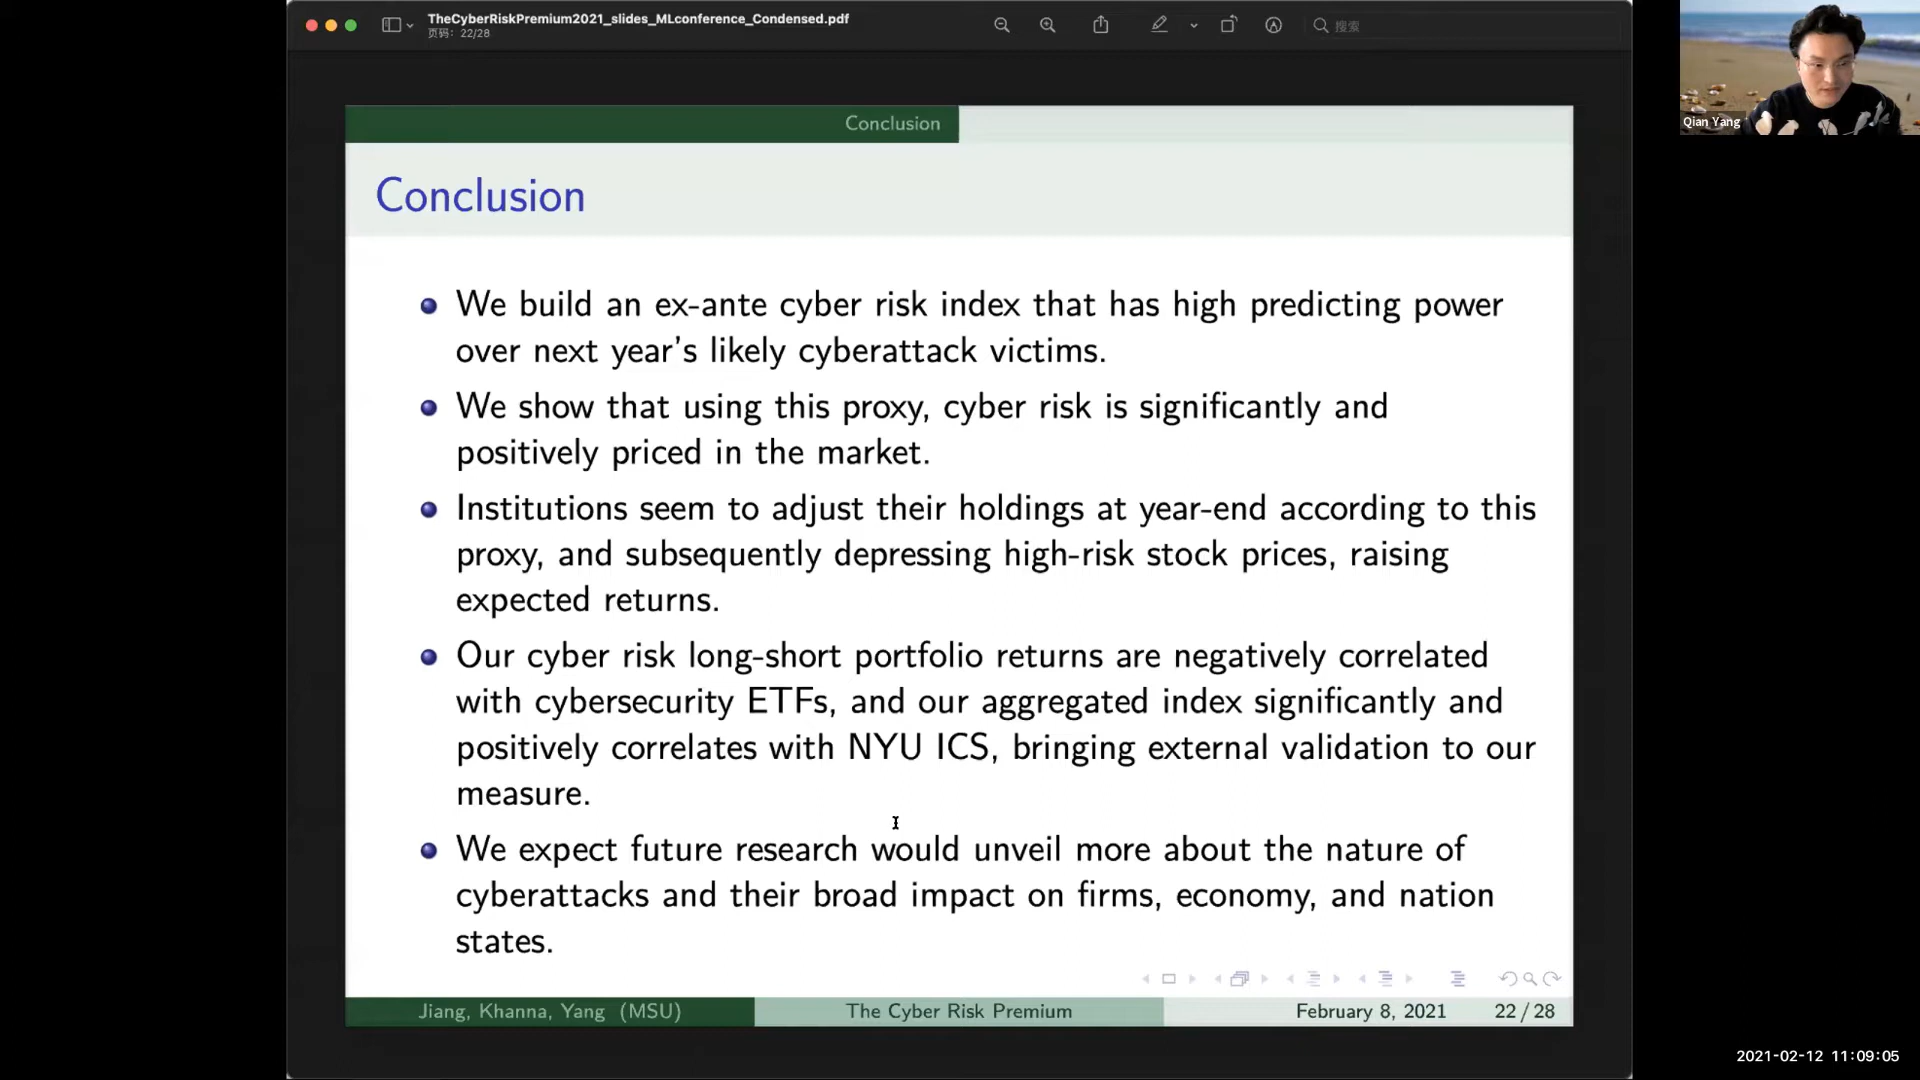 TheCyberRiskPremium2021_slides_MLconference_Condensed.pdf
页码: 22/28
搜索
Qian Yang
Conclusion
Conclusion
We build an ex-ante cyber risk index that has high predicting power
over next year's likely cyberattack victims.
We show that using this proxy, cyber risk is significantly and
positively priced in the market.
Institutions seem to adjust their holdings at year-end according to this
proxy, and subsequently depressing high-risk stock prices, raising
expected returns.
Our cyber risk long-short portfolio returns are negatively correlated
with cybersecurity ETFs, and our aggregated index significantly and
positively correlates with NYU ICS, bringing external validation to our
measure.
We expect future research would unveil more about the nature of
cyberattacks and their broad impact on firms, economy, and nation
states.
Jiang, Khanna, Yang (MSU)
The Cyber Risk Premium
February 8, 2021
22 / 28
2021-02-12 11:09:05